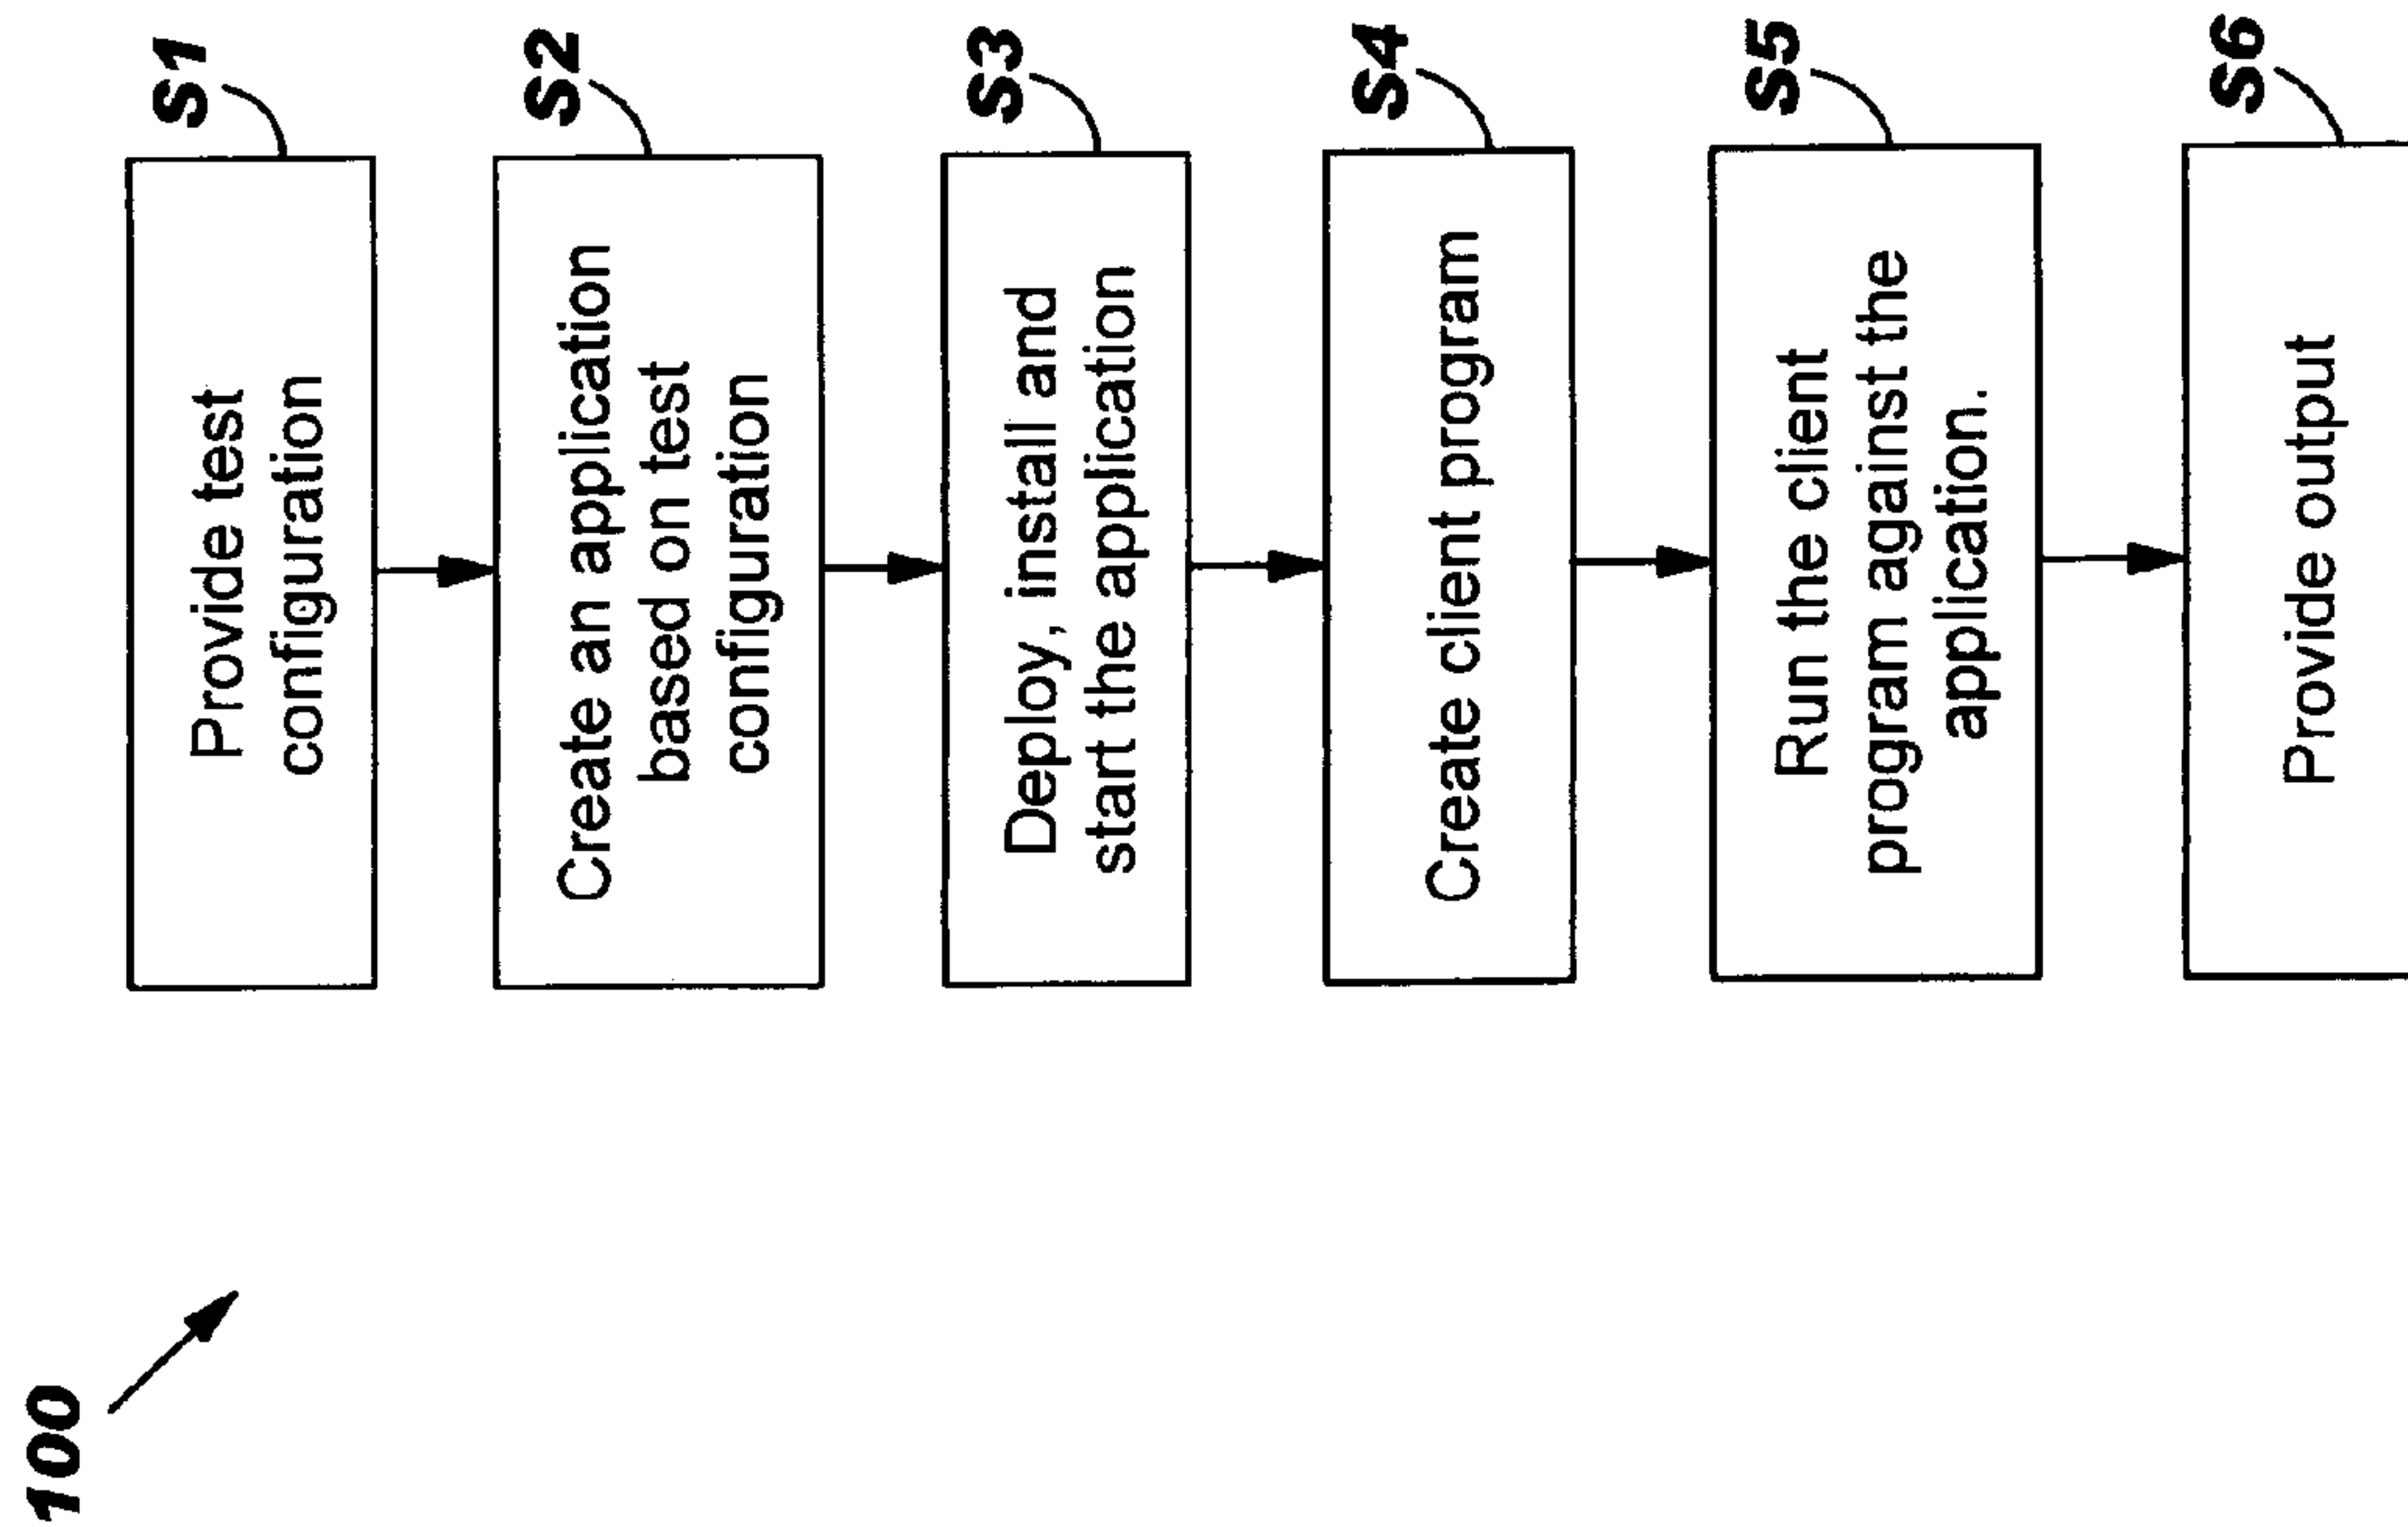 100
S1
Provide test
configuration
S2
Create an application
based on test
configuration
S3
Deploy, install and
start the application
S4
Create client program
S5
Run the client
program against the
application.
S6
Provide output